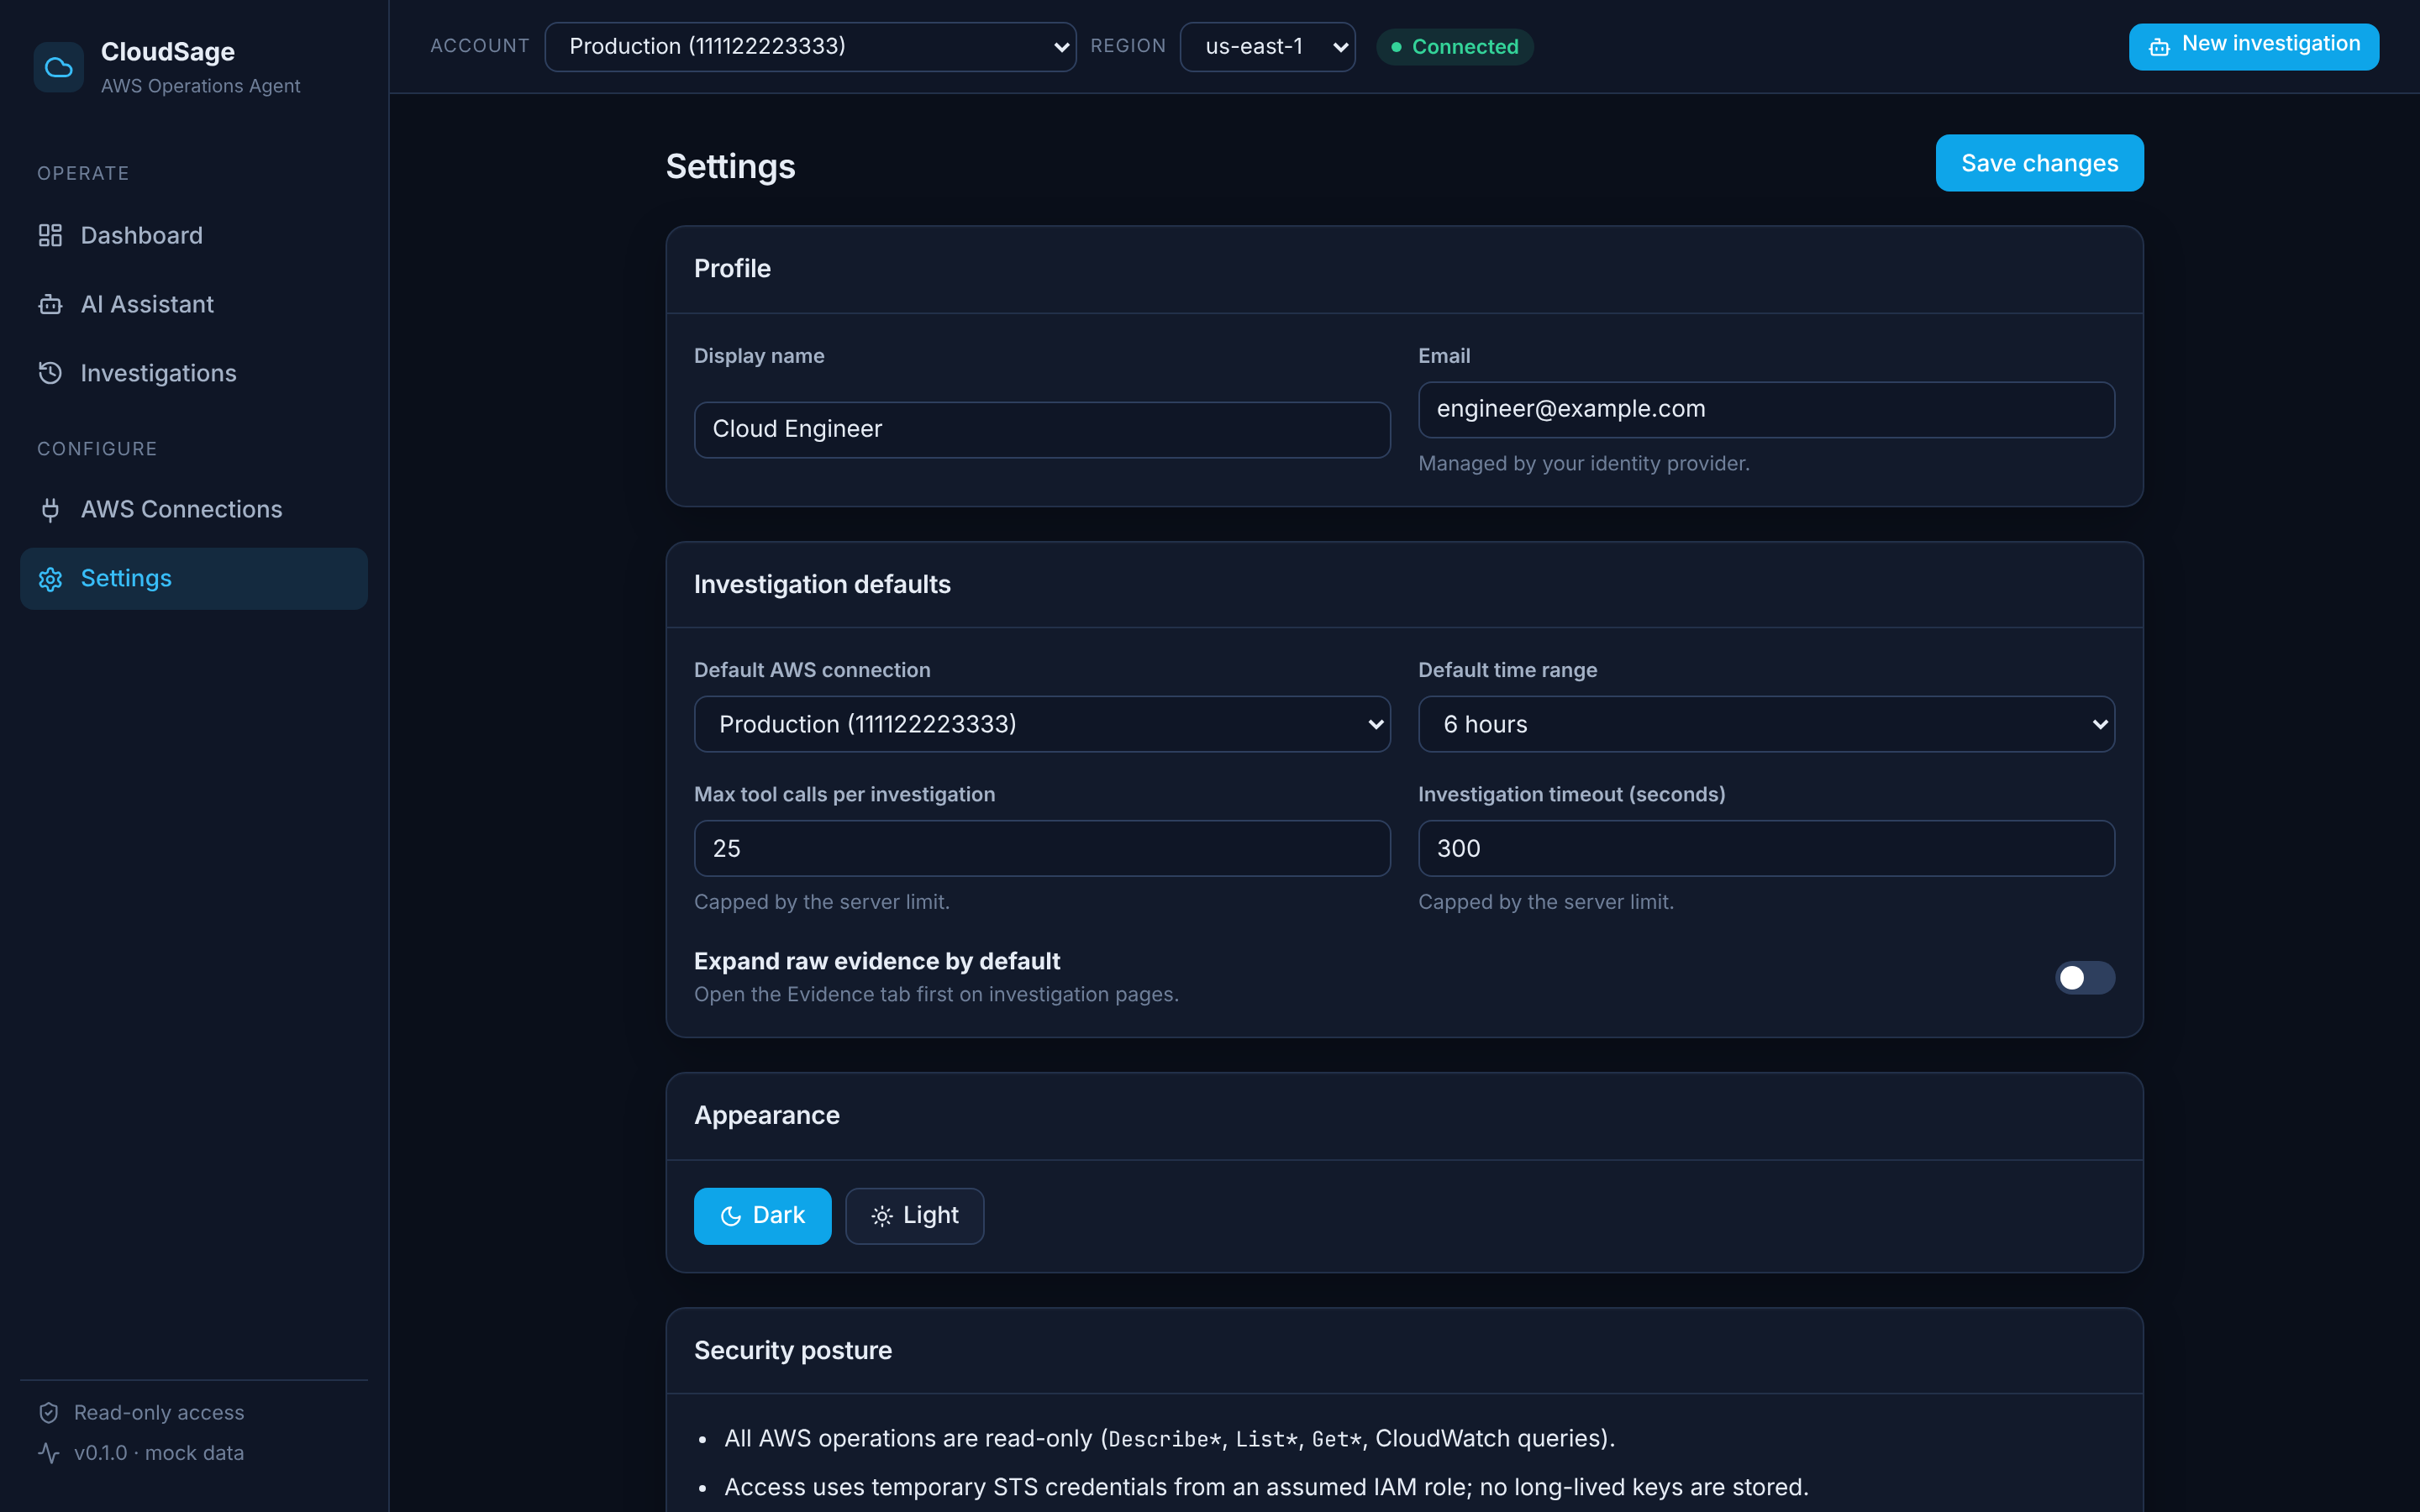 CloudSage
AWS Operations Agent
OPERATE
Dashboard
AI Assistant
Investigations
CONFIGURE
AWS Connections
Settings
Read-only access
v0.1.0 · mock data
ACCOUNT
Production (111122223333)
REGION
us-east-1
Connected
New investigation
Settings
Save changes
Profile
Display name
Cloud Engineer
Email
engineer@example.com
Managed by your identity provider.
Investigation defaults
Default AWS connection
Production (111122223333)
Default time range
6 hours
Max tool calls per investigation
25
Capped by the server limit.
Investigation timeout (seconds)
300
Capped by the server limit.
Expand raw evidence by default
Open the Evidence tab first on investigation pages.
Appearance
Dark
Light
Security posture
• All AWS operations are read-only (Describe*, List*, Get*, CloudWatch queries).
• Access uses temporary STS credentials from an assumed IAM role; no long-lived keys are stored.